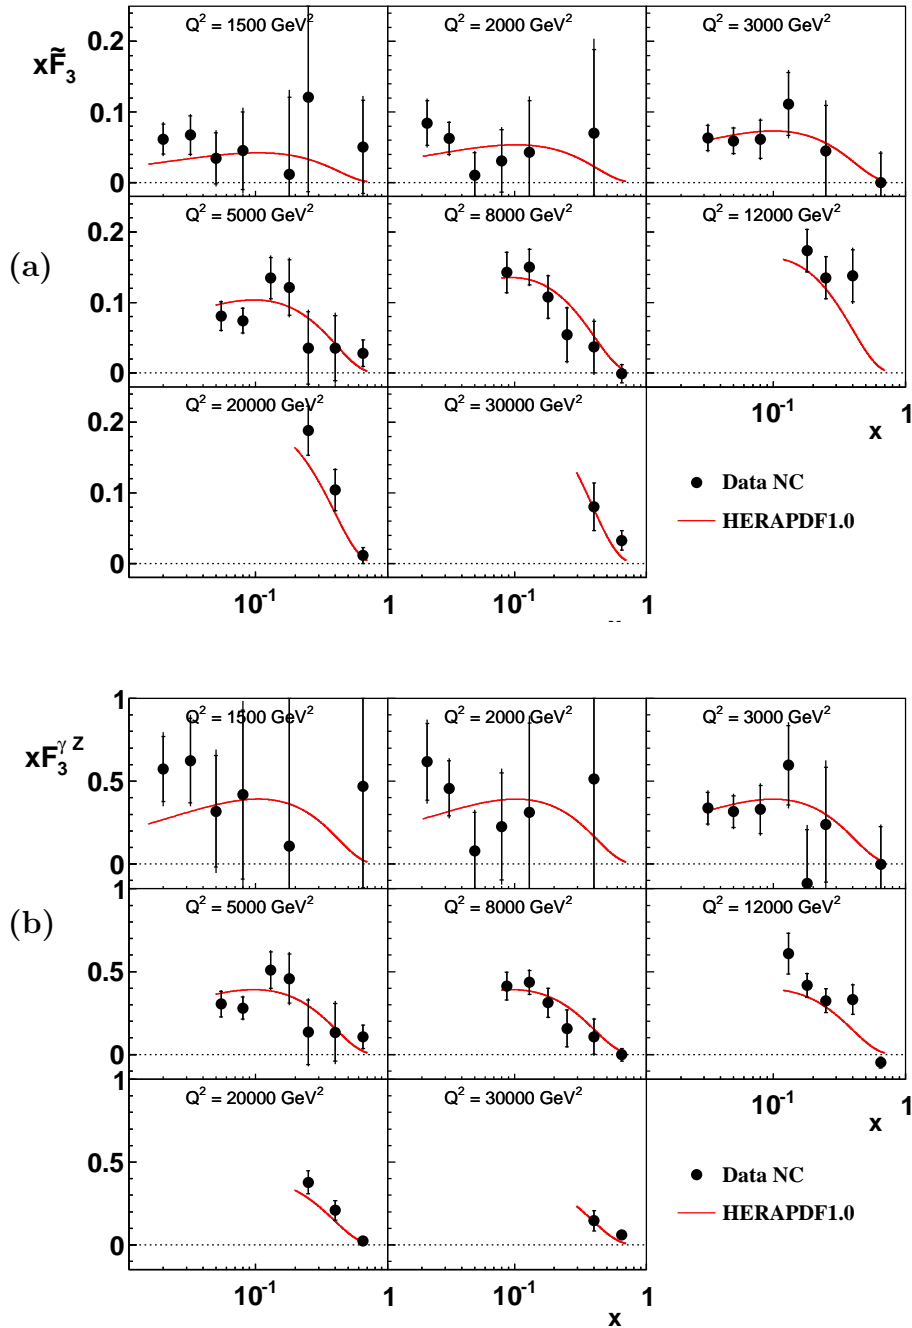 Q² = 1500 GeV² Q² = 2000 GeV² Q² = 3000 GeV²
xF̃₃
0.2
0.1
0
Q² = 5000 GeV² Q² = 8000 GeV² Q² = 12000 GeV²
(a)
0.2
0.1
0
Q² = 20000 GeV² Q² = 30000 GeV²
10⁻¹ 1
x
0.2
0.1
0
Data NC
HERAPDF1.0
10⁻¹ 1 10⁻¹ 1
1
Q² = 1500 GeV² Q² = 2000 GeV² Q² = 3000 GeV²
xF₃^γ Z
0.5
0
1
Q² = 5000 GeV² Q² = 8000 GeV² Q² = 12000 GeV²
(b)
0.5
0
1
Q² = 20000 GeV² Q² = 30000 GeV²
10⁻¹ 1
x
0.5
0
Data NC
HERAPDF1.0
10⁻¹ 1 10⁻¹ 1
x